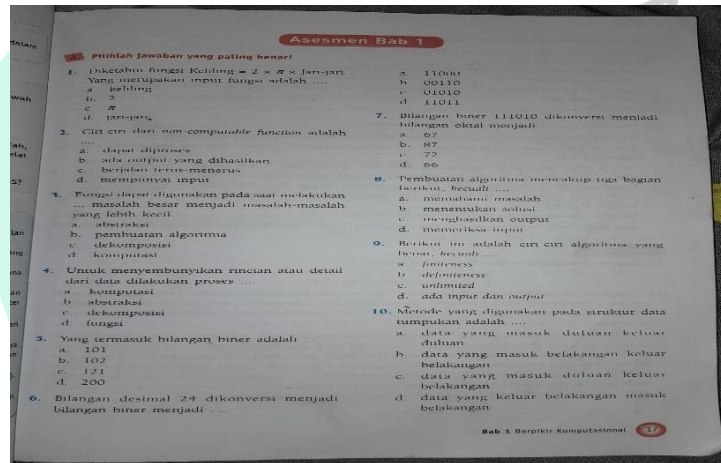 Asesmen Bab 1
A. Pilihlah jawaban yang paling benar!
1. Diketahui fungsi Keliling = 2 × π × Jari-jari.
Yang merupakan input fungsi adalah ....
a. keliling
b. 2
c. π
d. jari-jari
2. Ciri-ciri dari non-computable function adalah
....
a. dapat diproses
b. ada output yang dihasilkan
c. berjalan terus-menerus
d. mempunyai input
3. Fungsi dapat digunakan pada saat melakukan
... masalah besar menjadi masalah-masalah
yang lebih kecil.
a. abstraksi
b. pembuatan algoritma
c. dekomposisi
d. komputasi
4. Untuk menyembunyikan rincian atau detail
dari data dilakukan proses ....
a. komputasi
b. abstraksi
c. dekomposisi
d. fungsi
5. Yang termasuk bilangan biner adalah
a. 101
b. 102
c. 121
d. 200
6. Bilangan desimal 24 dikonversi menjadi
bilangan biner menjadi ....
a. 11000
b. 00110
c. 01010
d. 11011
7. Bilangan biner 111010 dikonversi menjadi
bilangan oktal menjadi
a. 67
b. 87
c. 72
d. 66
8. Pembuatan algoritma mencakup tiga bagian
berikut, kecuali ....
a. memahami masalah
b. menentukan solusi
c. menghasilkan output
d. memeriksa input
9. Berikut ini adalah ciri-ciri algoritma yang
benar, kecuali ....
a. finiteness
b. definiteness
c. unlimited
d. ada input dan output
10. Metode yang digunakan pada struktur data
tumpukan adalah ....
a. data yang masuk duluan keluar
duluan
b. data yang masuk belakangan keluar
belakangan
c. data yang masuk duluan keluar
belakangan
d. data yang keluar belakangan masuk
belakangan
Bab 1 Berpikir Komputasional 17